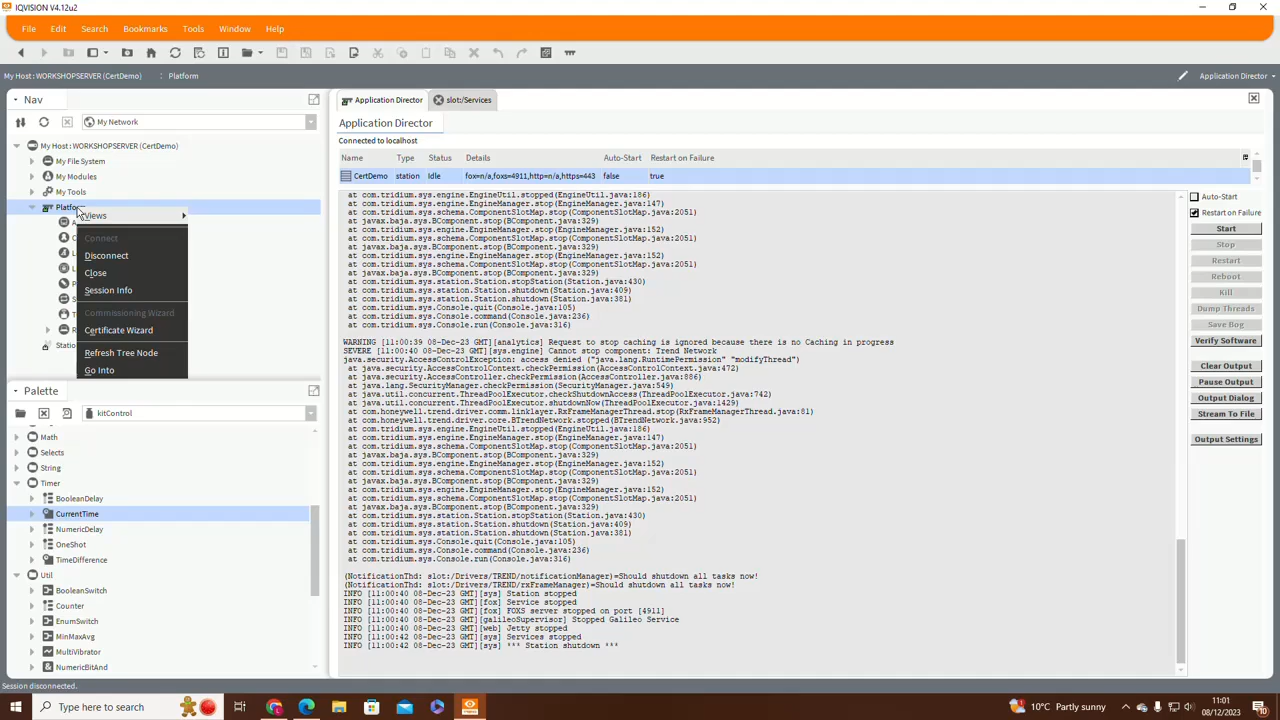 IQVISION V4.12u2
File Edit Search Bookmarks Tools Window Help
My Host : WORKSHOPSERVER (CertDemo) : Platform
Application Director
Nav
My Network
My Host : WORKSHOPSERVER (CertDemo)
My File System
My Modules
My Tools
Views
Connect
Disconnect
Close
Session Info
Commissioning Wizard
Certificate Wizard
Refresh Tree Node
Go Into
Palette
kitControl
Math
Selects
String
Timer
BooleanDelay
CurrentTime
NumericDelay
OneShot
TimeDifference
Util
BooleanSwitch
Counter
EnumSwitch
MinMaxAvg
MultiVibrator
NumericBitAnd
Session disconnected.
Application Director slot:/Services
Application Director
Connected to localhost
Name Type Status Details Auto-Start Restart on Failure
CertDemo station Idle fox=n/a,foxs=4911,http=n/a,https=443 false true
at com.tridium.sys.engine.EngineUtil.stopped(EngineUtil.java:186)
at com.tridium.sys.engine.EngineManager.stop(EngineManager.java:147)
at com.tridium.sys.schema.ComponentSlotMap.stop(ComponentSlotMap.java:2051)
at javax.baja.sys.BComponent.stop(BComponent.java:329)
at com.tridium.sys.engine.EngineManager.stop(EngineManager.java:152)
at com.tridium.sys.schema.ComponentSlotMap.stop(ComponentSlotMap.java:2051)
at javax.baja.sys.BComponent.stop(BComponent.java:329)
at com.tridium.sys.engine.EngineManager.stop(EngineManager.java:152)
at com.tridium.sys.schema.ComponentSlotMap.stop(ComponentSlotMap.java:2051)
at javax.baja.sys.BComponent.stop(BComponent.java:329)
at com.tridium.sys.station.Station.stopStation(Station.java:430)
at com.tridium.sys.station.Station.shutdown(Station.java:409)
at com.tridium.sys.station.Station.shutdown(Station.java:381)
at com.tridium.sys.Console.quit(Console.java:105)
at com.tridium.sys.Console.command(Console.java:236)
at com.tridium.sys.Console.run(Console.java:316)
WARNING [11:00:39 08-Dec-23 GMT][analytics] Request to stop caching is ignored because there is no Caching in progress
SEVERE [11:00:40 08-Dec-23 GMT][sys.engine] Cannot stop component: Trend Network
java.security.AccessControlException: access denied ("java.lang.RuntimePermission" "modifyThread")
at java.security.AccessControlContext.checkPermission(AccessControlContext.java:472)
at java.security.AccessController.checkPermission(AccessController.java:886)
at java.lang.SecurityManager.checkPermission(SecurityManager.java:549)
at java.util.concurrent.ThreadPoolExecutor.checkShutdownAccess(ThreadPoolExecutor.java:742)
at java.util.concurrent.ThreadPoolExecutor.shutdownNow(ThreadPoolExecutor.java:1429)
at com.honeywell.trend.driver.comm.linklayer.RxFrameManagerThread.stop(RxFrameManagerThread.java:81)
at com.honeywell.trend.driver.core.BTrendNetwork.stopped(BTrendNetwork.java:952)
at com.tridium.sys.engine.EngineUtil.stopped(EngineUtil.java:186)
at com.tridium.sys.engine.EngineManager.stop(EngineManager.java:147)
at com.tridium.sys.schema.ComponentSlotMap.stop(ComponentSlotMap.java:2051)
at javax.baja.sys.BComponent.stop(BComponent.java:329)
at com.tridium.sys.engine.EngineManager.stop(EngineManager.java:152)
at com.tridium.sys.schema.ComponentSlotMap.stop(ComponentSlotMap.java:2051)
at javax.baja.sys.BComponent.stop(BComponent.java:329)
at com.tridium.sys.engine.EngineManager.stop(EngineManager.java:152)
at com.tridium.sys.schema.ComponentSlotMap.stop(ComponentSlotMap.java:2051)
at javax.baja.sys.BComponent.stop(BComponent.java:329)
at com.tridium.sys.station.Station.stopStation(Station.java:430)
at com.tridium.sys.station.Station.shutdown(Station.java:409)
at com.tridium.sys.station.Station.shutdown(Station.java:381)
at com.tridium.sys.Console.quit(Console.java:105)
at com.tridium.sys.Console.command(Console.java:236)
at com.tridium.sys.Console.run(Console.java:316)
(NotificationThd: slot:/Drivers/TREND/notificationManager)=Should shutdown all tasks now!
(NotificationThd: slot:/Drivers/TREND/rxFrameManager)=Should shutdown all tasks now!
INFO [11:00:40 08-Dec-23 GMT][sys] Station stopped
INFO [11:00:40 08-Dec-23 GMT][fox] Service stopped
INFO [11:00:40 08-Dec-23 GMT][fox] FOXS server stopped on port [4911]
INFO [11:00:40 08-Dec-23 GMT][galileoSupervisor] Stopped Galileo Service
INFO [11:00:40 08-Dec-23 GMT][web] Jetty stopped
INFO [11:00:42 08-Dec-23 GMT][sys] Services stopped
INFO [11:00:42 08-Dec-23 GMT][sys] *** Station shutdown ***
Auto-Start
Restart on Failure
Start
Stop
Restart
Reboot
Kill
Dump Threads
Save Bog
Verify Software
Clear Output
Pause Output
Output Dialog
Stream To File
Output Settings
Type here to search
10°C Partly sunny
11:01
08/12/2023
10